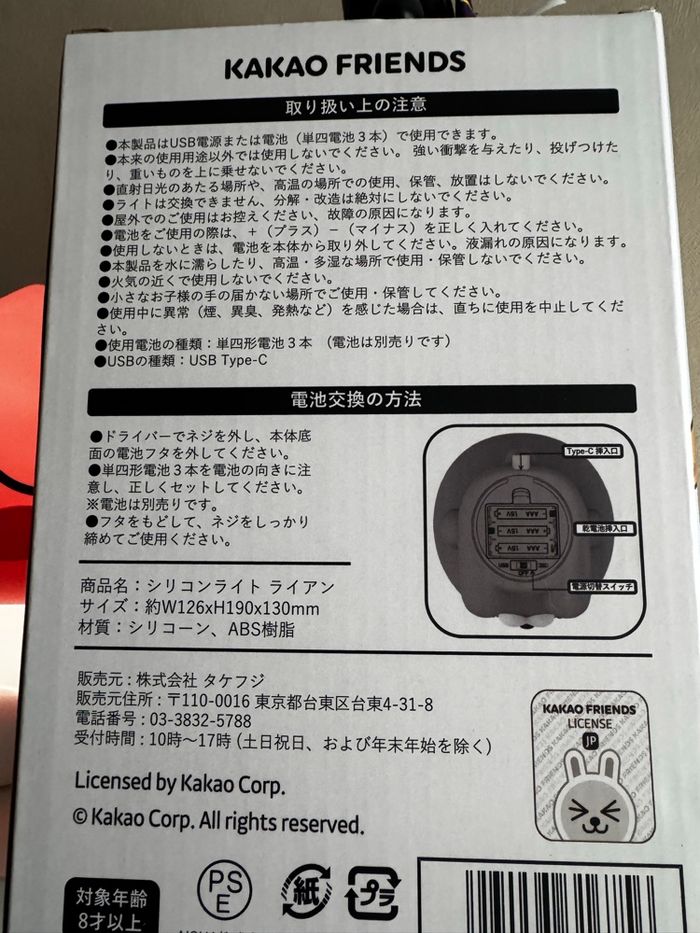 KAKAO FRIENDS
取り扱い上の注意
●本製品はUSB電源または電池（単四電池３本）で使用できます。
●本来の使用用途以外では使用しないでください。 強い衝撃を与えたり、投げつけた
り、重いものを上に乗せないでください。
●直射日光のあたる場所や、高温の場所での使用、保管、放置はしないでください。
●ライトは交換できません、分解・改造は絶対にしないでください。
●屋外でのご使用はお控えください、故障の原因になります。
●電池をご使用の際は、＋（プラス）－（マイナス）を正しく入れてください。
●使用しないときは、電池を本体から取り外してください。液漏れの原因になります。
●本製品を水に濡らしたり、高温・多湿な場所で使用・保管しないでください。
●火気の近くで使用しないでください。
●小さなお子様の手の届かない場所でご使用・保管してください。
●使用中に異常（煙、異臭、発熱など）を感じた場合は、直ちに使用を中止してくだ
さい。
●使用電池の種類：単四形電池３本 （電池は別売りです）
●USBの種類：USB Type-C
電池交換の方法
●ドライバーでネジを外し、本体底
面の電池フタを外してください。
●単四形電池３本を電池の向きに注
意し、正しくセットしてください。
※電池は別売りです。
●フタをもどして、ネジをしっかり
締めてご使用ください。
Type-C 挿入口
AAA 1.5V
AAA 1.5V
AAA 1.5V
乾電池挿入口
電源切替スイッチ
商品名：シリコンライト ライアン
サイズ：約W126xH190x130mm
材質：シリコーン、ABS樹脂
販売元：株式会社 タケフジ
販売元住所：〒110-0016 東京都台東区台東4-31-8
電話番号：03-3832-5788
受付時間：10時〜17時（土日祝日、および年末年始を除く）
Licensed by Kakao Corp.
© Kakao Corp. All rights reserved.
KAKAO FRIENDS
LICENSE
JP
対象年齢
8才以上
PS
E
紙
プラ